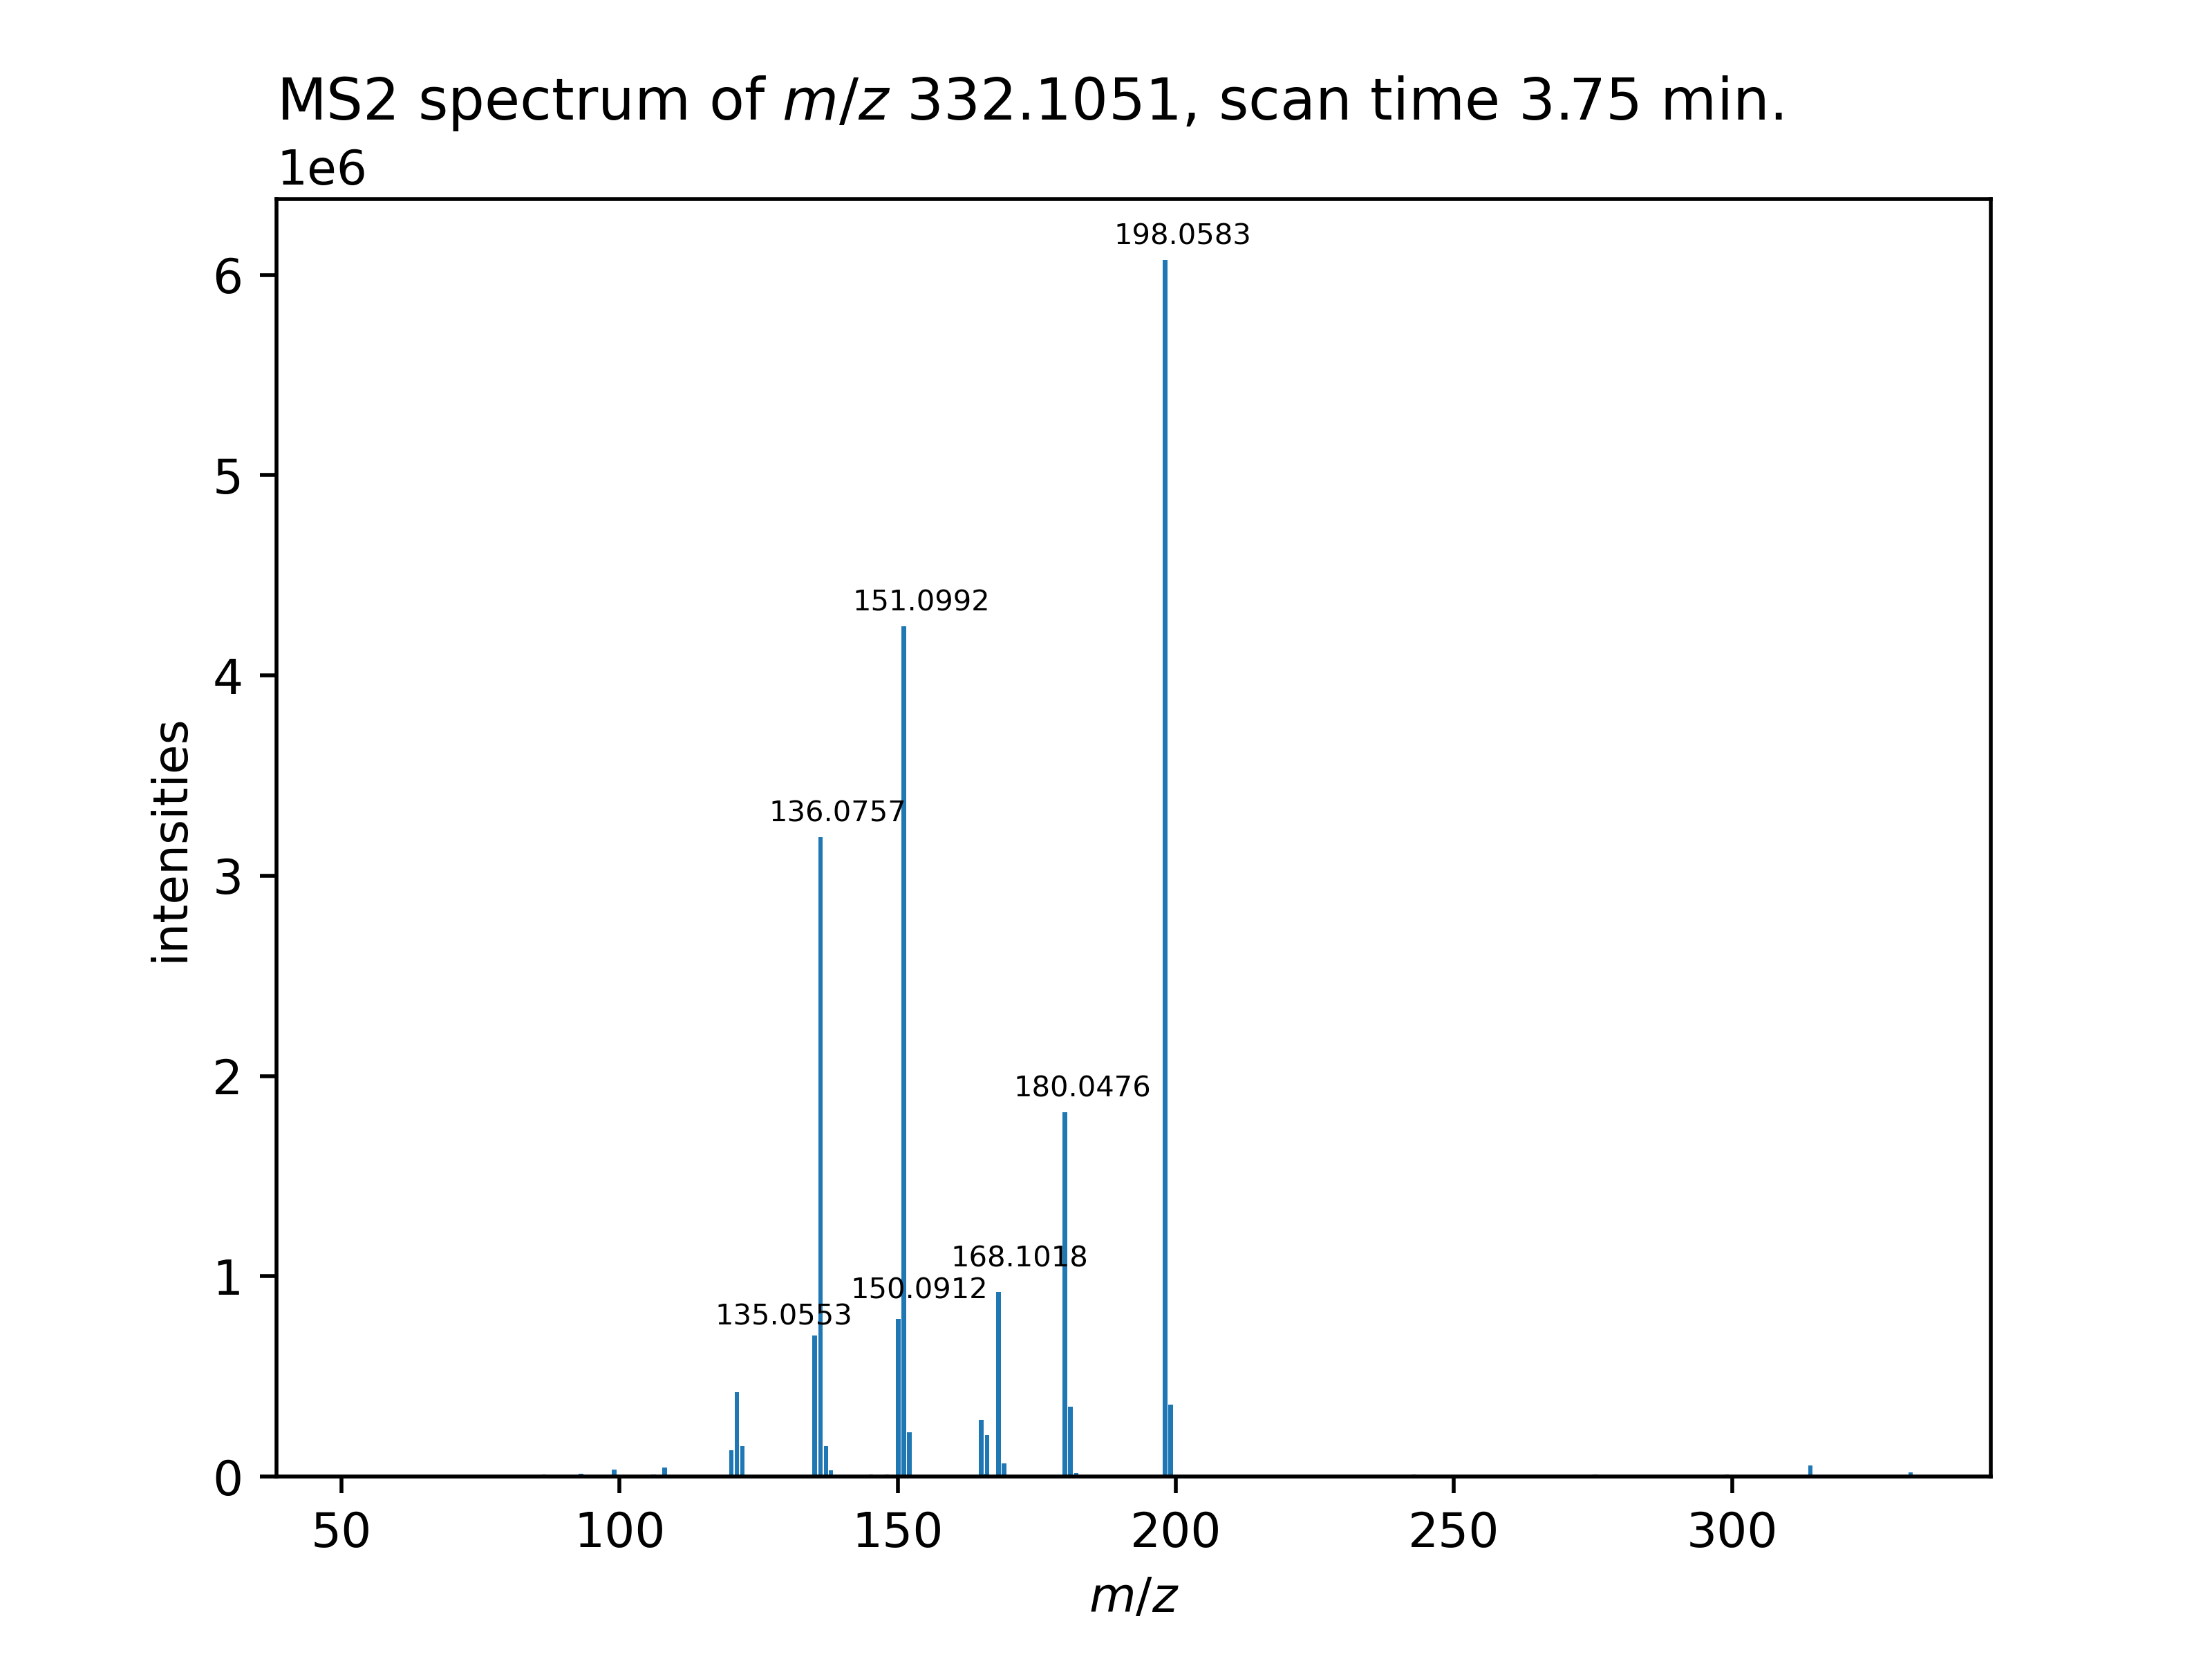 MS2 spectrum of m/z 332.1051, scan time 3.75 min.
1e6
198.0583
6
5
151.0992
4
136.0757
3
intensities
180.0476
2
168.1018
150.0912
135.0553
1
0
50 100 150 200 250 300
m/z